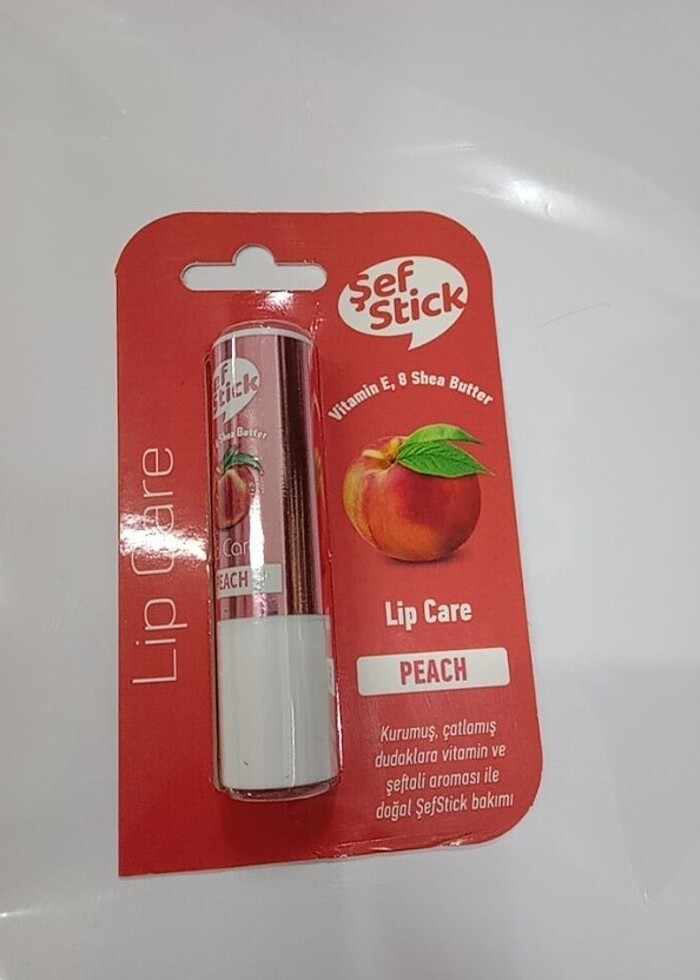 Şef
Stick
Vitamin E, & Shea Butter
Lip Care
PEACH
Kurumuş, çatlamış
dudaklara vitamin ve
şeftali aroması ile
doğal ŞefStick bakımı
Lip Care
Stick
Shea Butter
PEACH